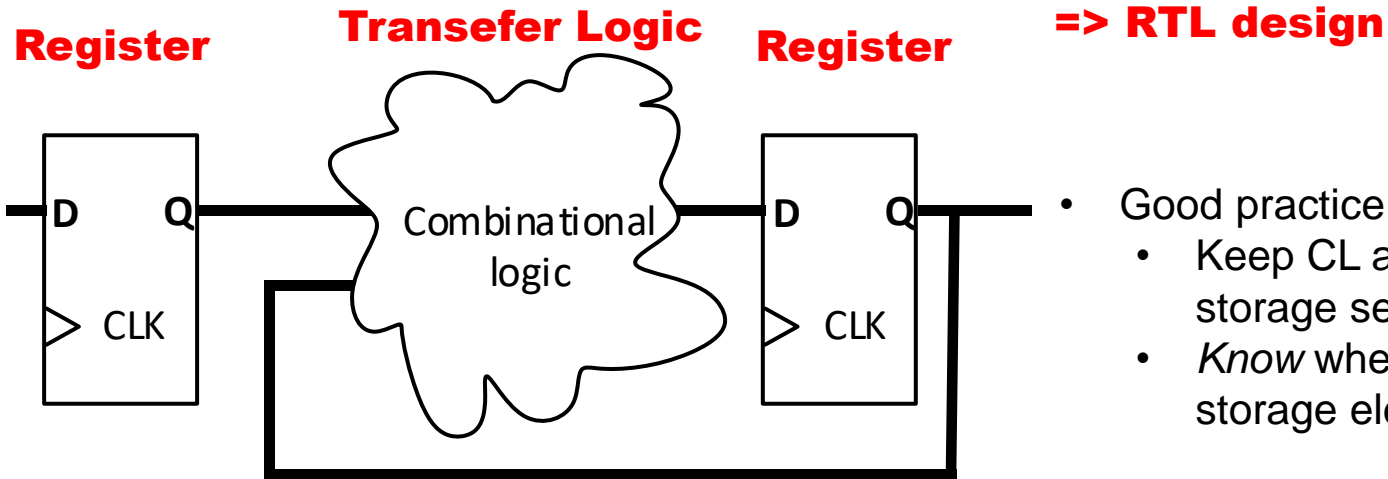 Register
Transefer Logic
Register
=> RTL design
D Q
CLK
Combinational
logic
D Q
CLK
• Good practice
• Keep CL a
storage se
• Know whe
storage ele